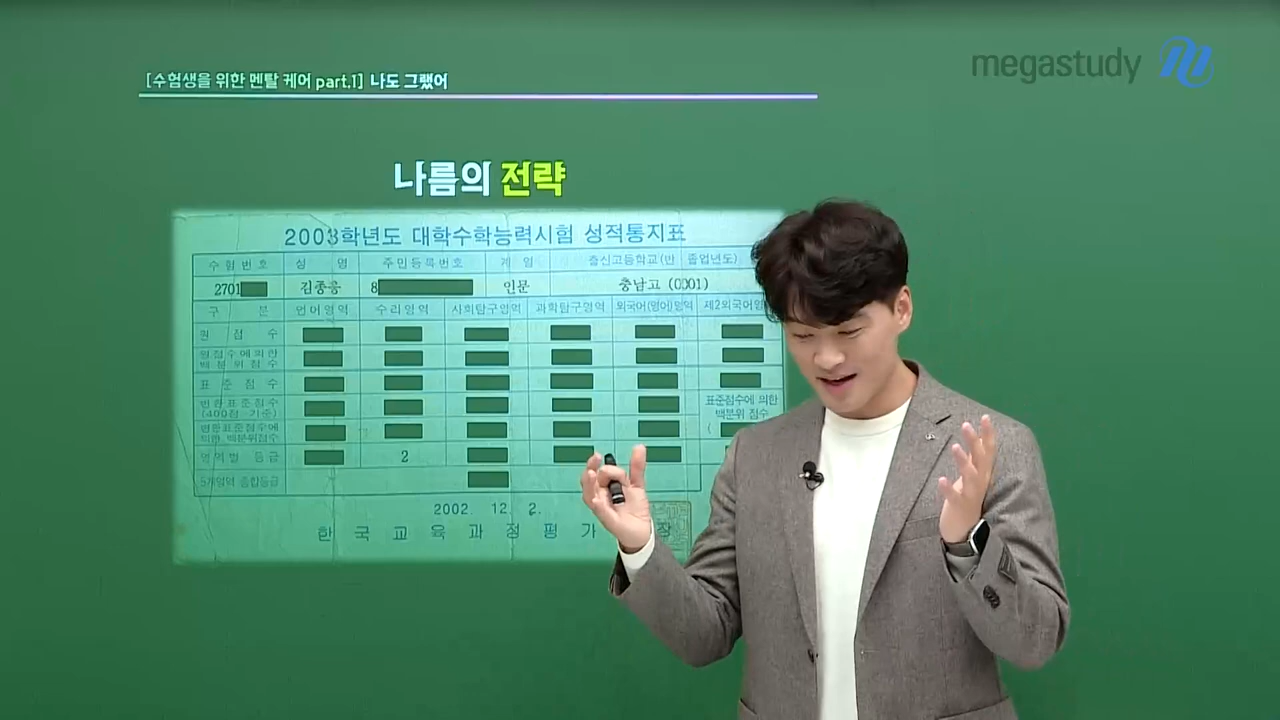 megastudy
[수험생을 위한 멘탈 케어 part.1] 나도 그랬어
나름의 전략
2003학년도 대학수학능력시험 성적통지표
수험번호 성 명 주민등록번호 계 열 출신고등학교(반 졸업년도)
2701 김종웅 8 인문 충남고 (0001)
구 분 언어영역 수리영역 사회탐구영역 과학탐구영역 외국어(영어)영역 제2외국어영
원 점 수
원점수에의한
백분위점수
표 준 점 수
표준점수에 의한
백분위 점수
변환표준점수
(400점 기준)
변환표준점수에
의한 백분위점수
영역별 등급 2
5개영역 종합등급
2002. 12. 2.
한국교육과정평가 장